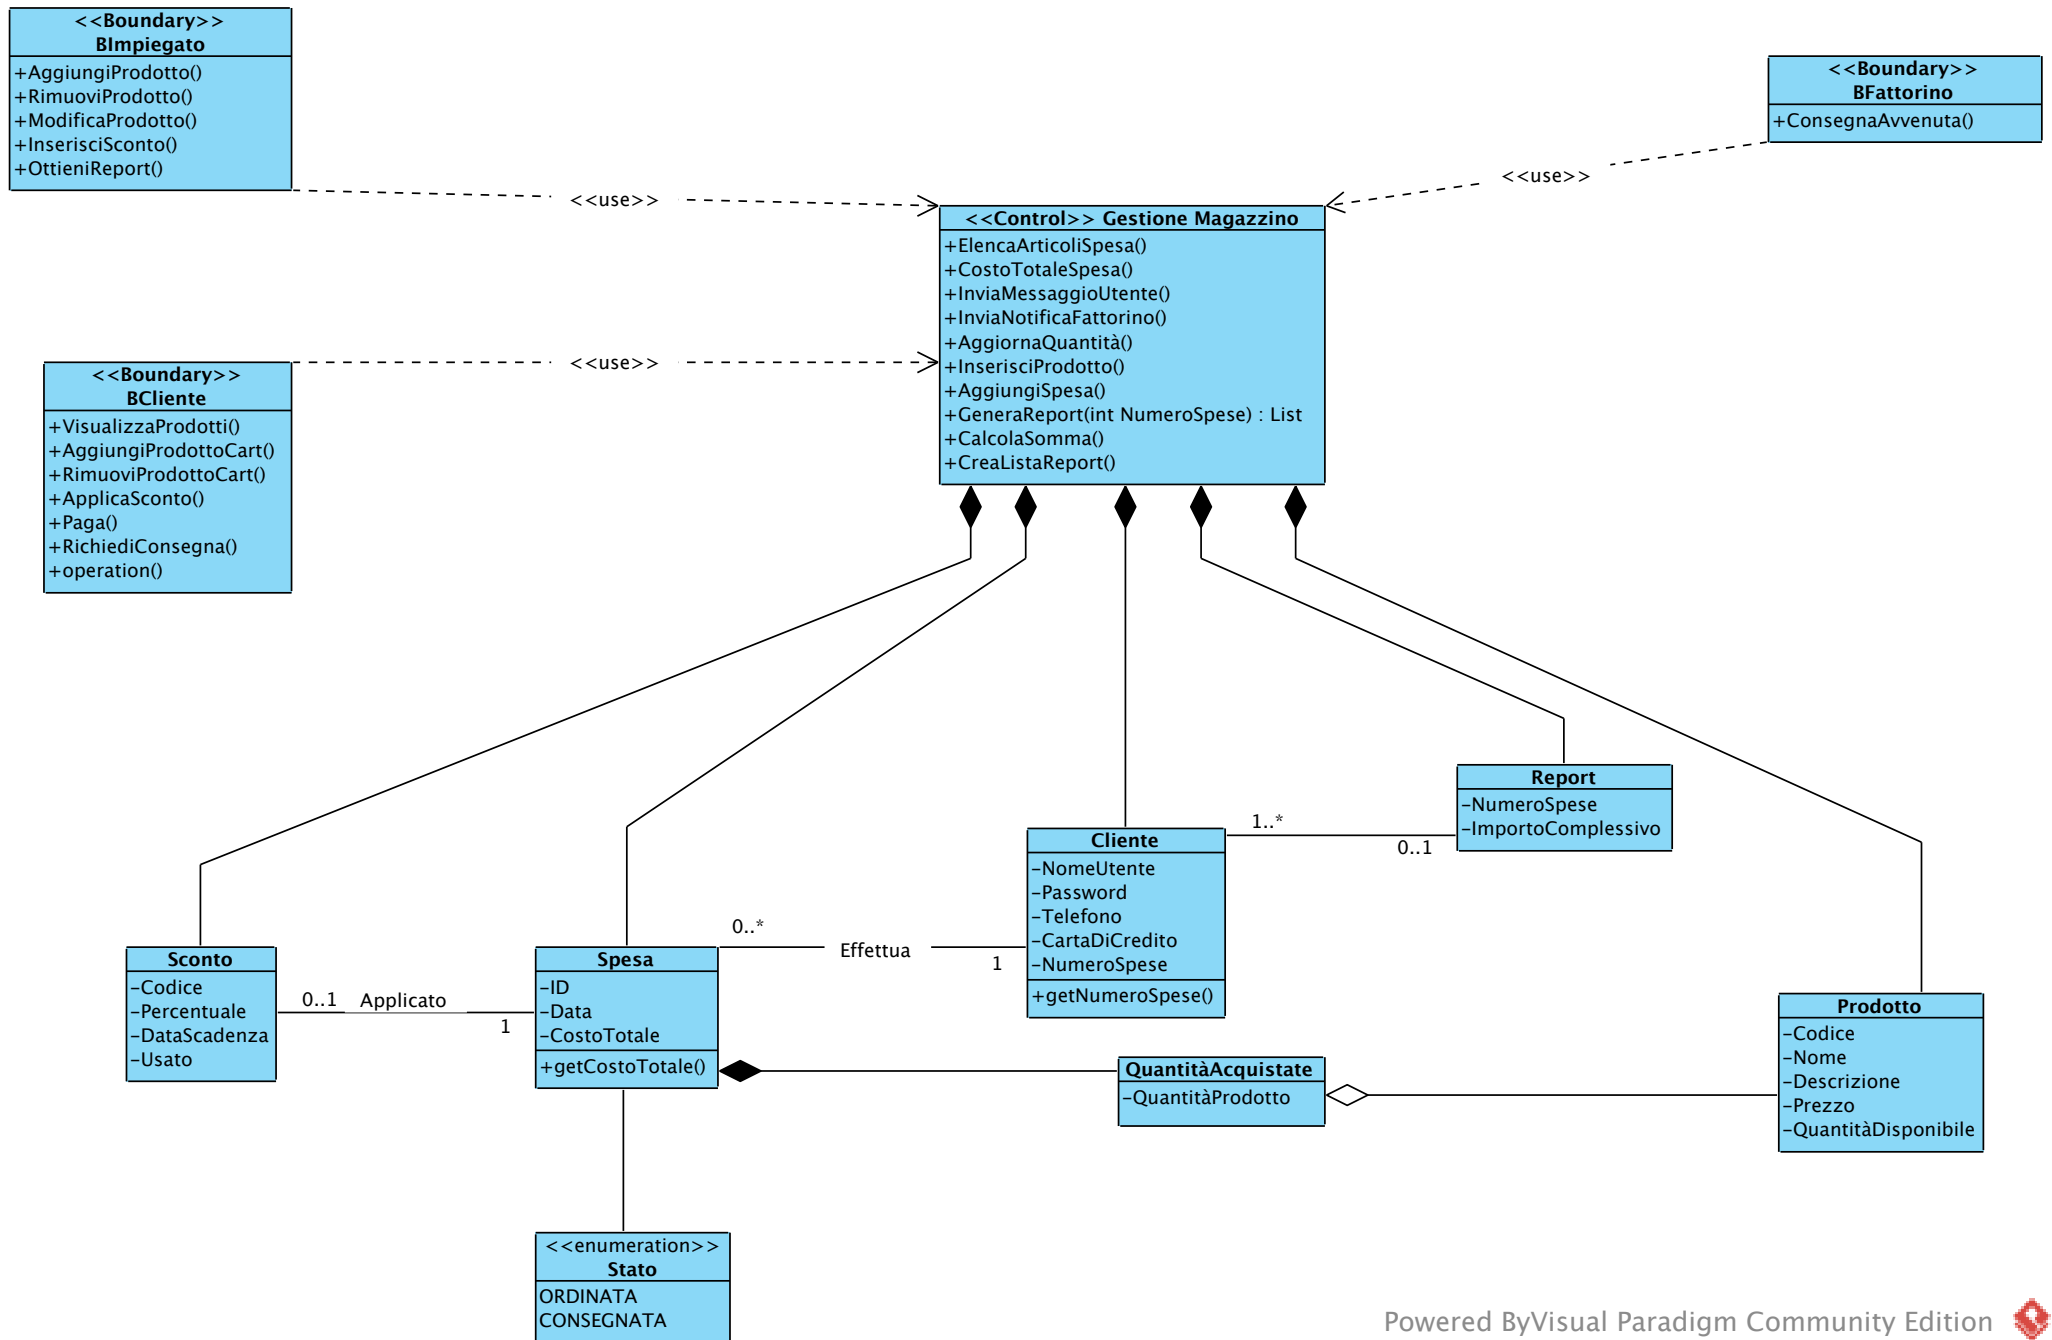 <<Boundary>>
BImpiegato
+AggiungiProdotto()
+RimuoviProdotto()
+ModificaProdotto()
+InserisciSconto()
+OttieniReport()
<<Boundary>>
BFattorino
+ConsegnaAvvenuta()
<<use>>
<<use>>
<<Control>> Gestione Magazzino
+ElencaArticoliSpesa()
+CostoTotaleSpesa()
+InviaMessaggioUtente()
+InviaNotificaFattorino()
+AggiornaQuantità()
+InserisciProdotto()
+AggiungiSpesa()
+GeneraReport(int NumeroSpese) : List
+CalcolaSomma()
+CreaListaReport()
<<use>>
<<Boundary>>
BCliente
+VisualizzaProdotti()
+AggiungiProdottoCart()
+RimuoviProdottoCart()
+ApplicaSconto()
+Paga()
+RichiediConsegna()
+operation()
Report
-NumeroSpese
-ImportoComplessivo
1..*
0..1
Cliente
-NomeUtente
-Password
-Telefono
-CartaDiCredito
-NumeroSpese
+getNumeroSpese()
0..*
Effettua
1
Sconto
-Codice
-Percentuale
-DataScadenza
-Usato
0..1
Applicato
1
Spesa
-ID
-Data
-CostoTotale
+getCostoTotale()
QuantitàAcquistate
-QuantitàProdotto
Prodotto
-Codice
-Nome
-Descrizione
-Prezzo
-QuantitàDisponibile
<<enumeration>>
Stato
ORDINATA
CONSEGNATA
Powered ByVisual Paradigm Community Edition